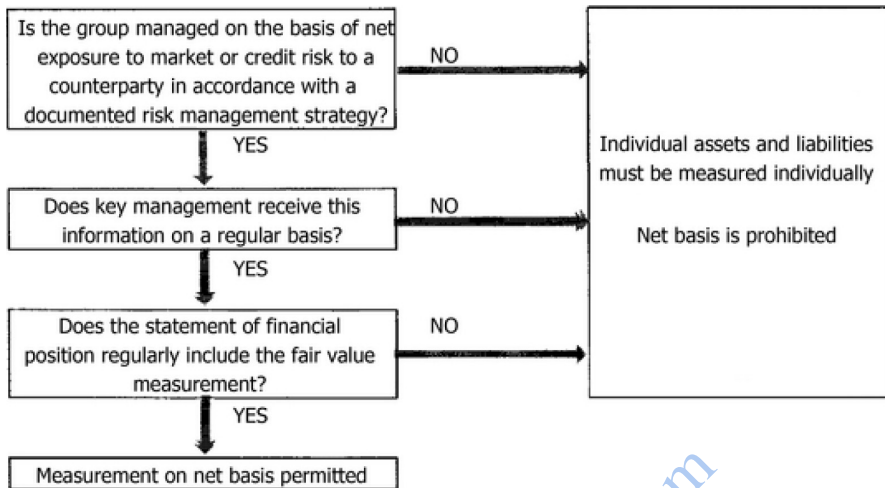 Is the group managed on the basis of net
exposure to market or credit risk to a
counterparty in accordance with a
documented risk management strategy?
NO
YES
Individual assets and liabilities
must be measured individually
Net basis is prohibited
Does key management receive this
information on a regular basis?
NO
YES
Does the statement of financial
position regularly include the fair value
measurement?
NO
YES
Measurement on net basis permitted
m